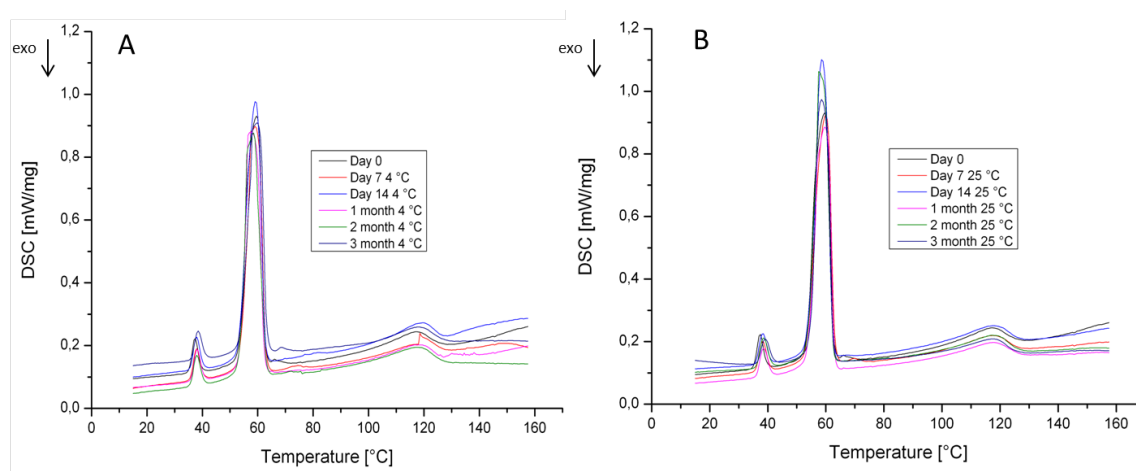 A
exo
1,2
1,0
0,8
0,6
0,4
0,2
0,0
DSC [mW/mg]
Day 0
Day 7 4 °C
Day 14 4 °C
1 month 4 °C
2 month 4 °C
3 month 4 °C
0 20 40 60 80 100 120 140 160
Temperature [°C]
B
exo
1,2
1,0
0,8
0,6
0,4
0,2
0,0
DSC [mW/mg]
Day 0
Day 7 25 °C
Day 14 25 °C
1 month 25 °C
2 month 25 °C
3 month 25 °C
0 20 40 60 80 100 120 140 160
Temperature [°C]